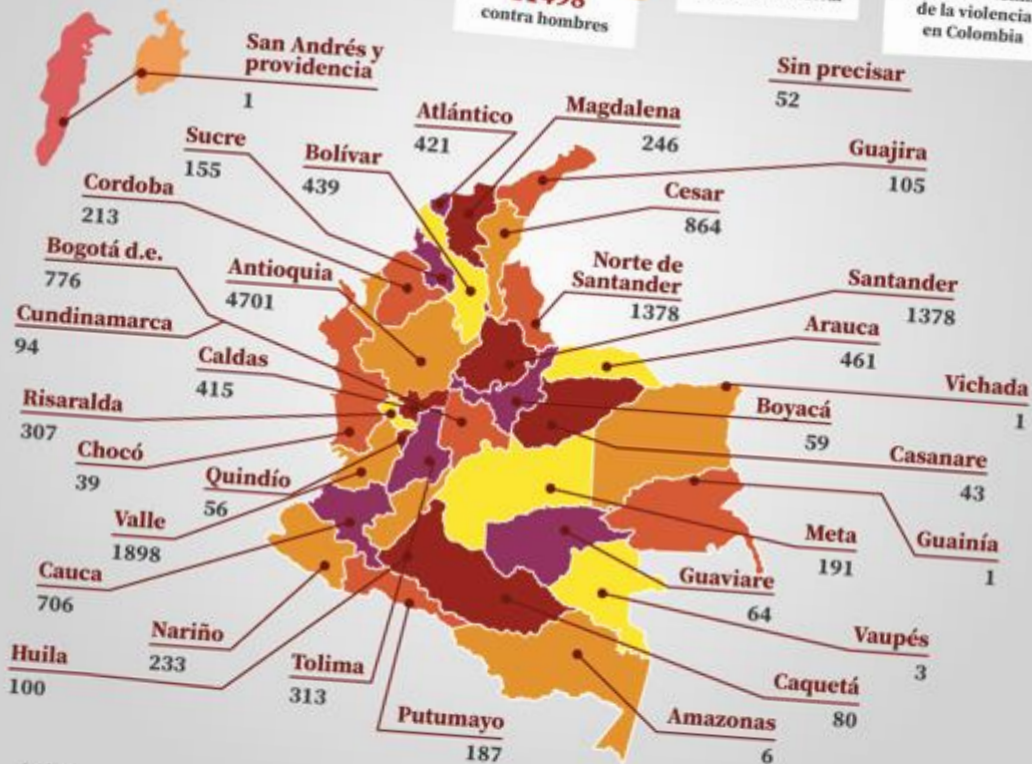 contra hombres
de la violencia
en Colombia
San Andrés y
providencia
1
Sin precisar
52
Atlántico
421
Magdalena
246
Sucre
155
Bolívar
439
Guajira
105
Cordoba
213
Cesar
864
Bogotá d.e.
776
Antioquia
4701
Norte de
Santander
1378
Santander
1378
Cundinamarca
94
Caldas
415
Arauca
461
Vichada
1
Risaralda
307
Boyacá
59
Chocó
39
Casanare
43
Quindío
56
Valle
1898
Meta
191
Guainía
1
Cauca
706
Guaviare
64
Nariño
233
Vaupés
3
Huila
100
Tolima
313
Caquetá
80
Putumayo
187
Amazonas
6